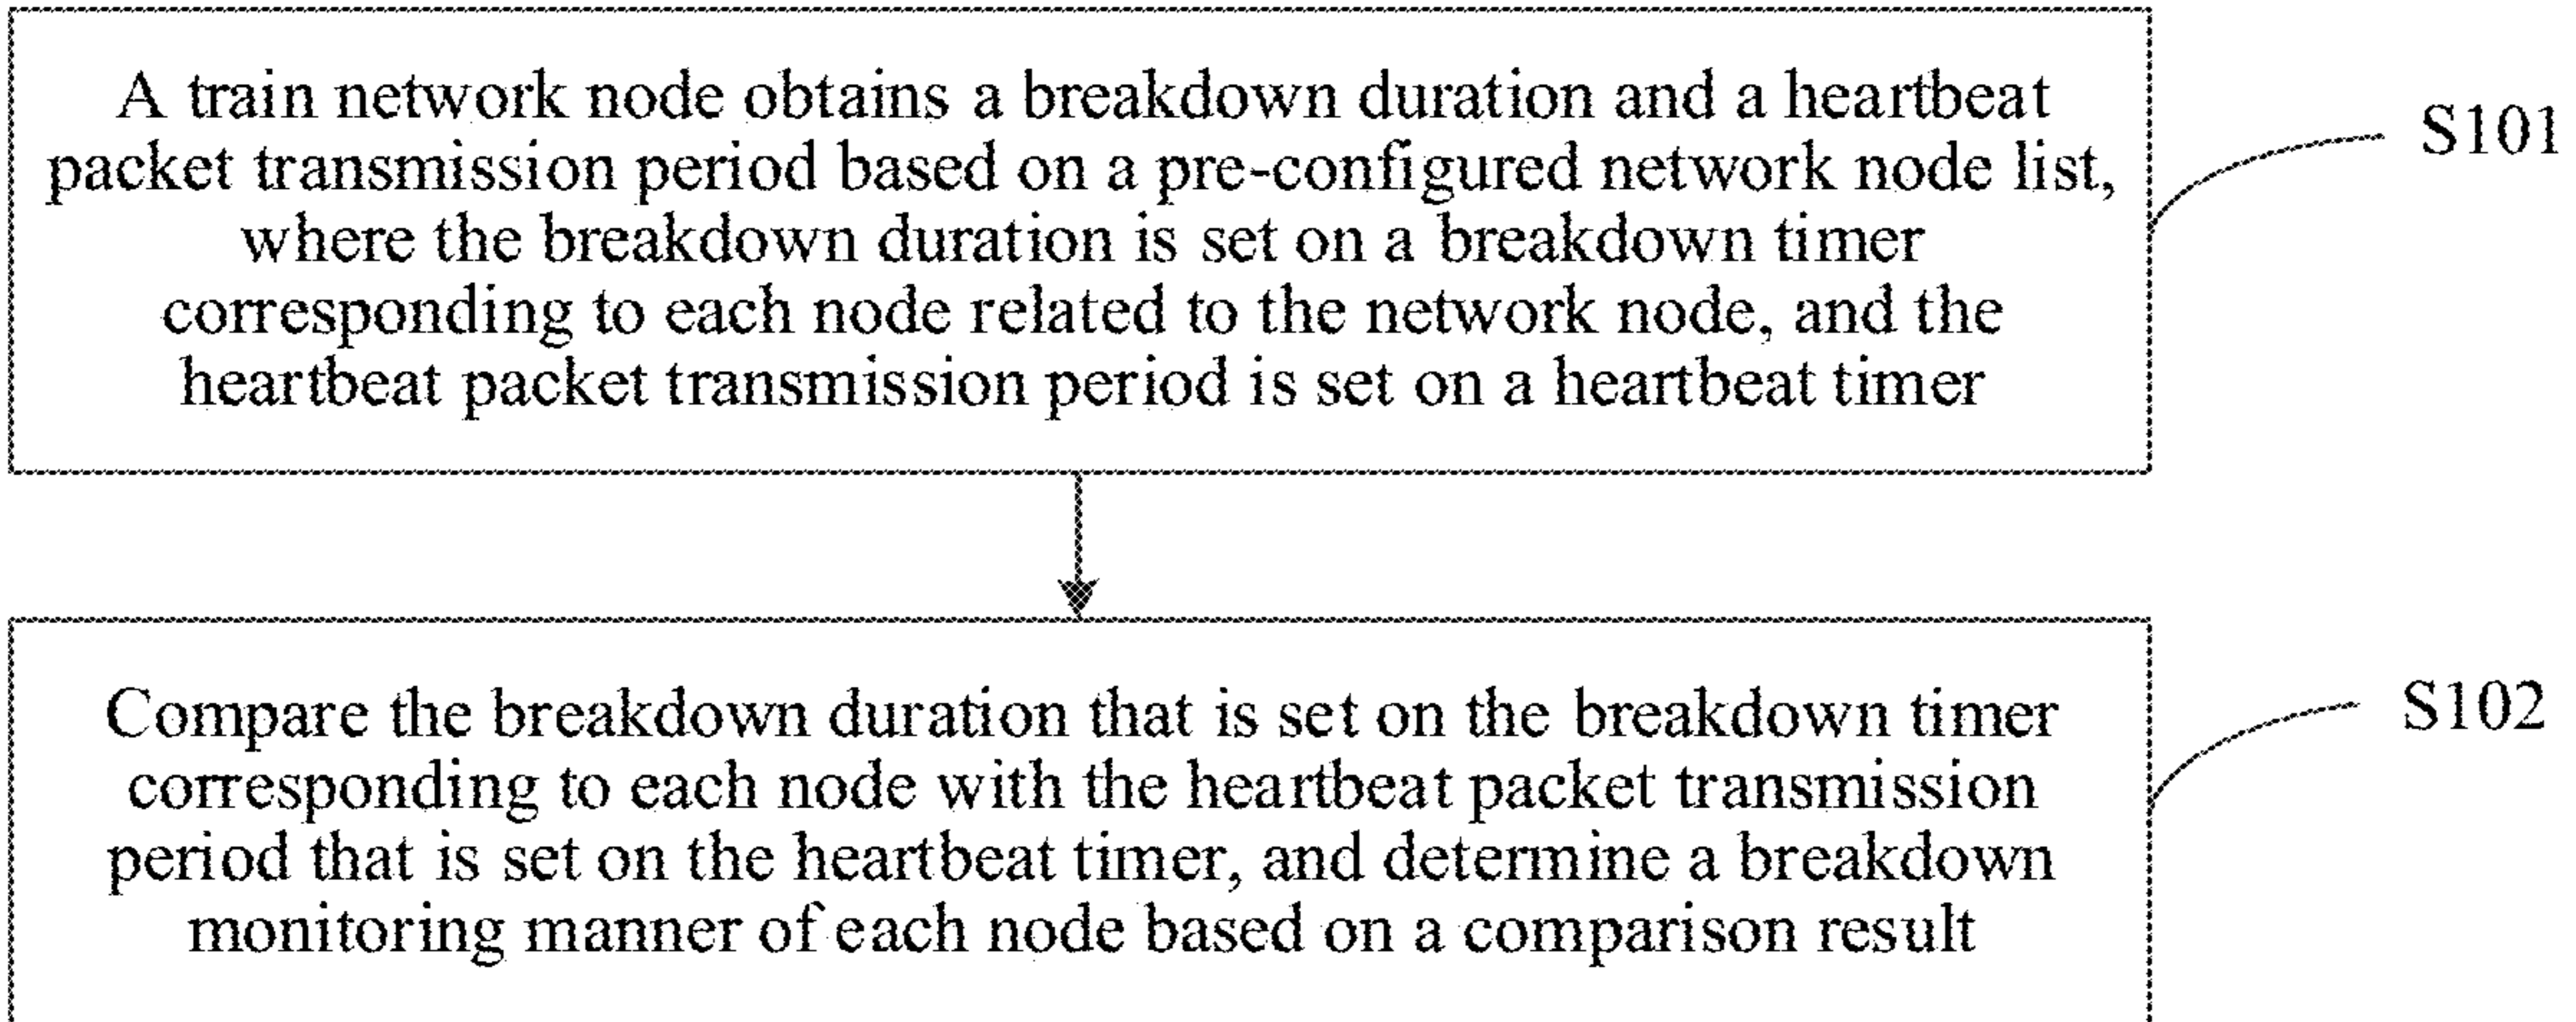 A train network node obtains a breakdown duration and a heartbeat
packet transmission period based on a pre-configured network node list,
where the breakdown duration is set on a breakdown timer
corresponding to each node related to the network node, and the
heartbeat packet transmission period is set on a heartbeat timer
S101
Compare the breakdown duration that is set on the breakdown timer
corresponding to each node with the heartbeat packet transmission
period that is set on the heartbeat timer, and determine a breakdown
monitoring manner of each node based on a comparison result
S102